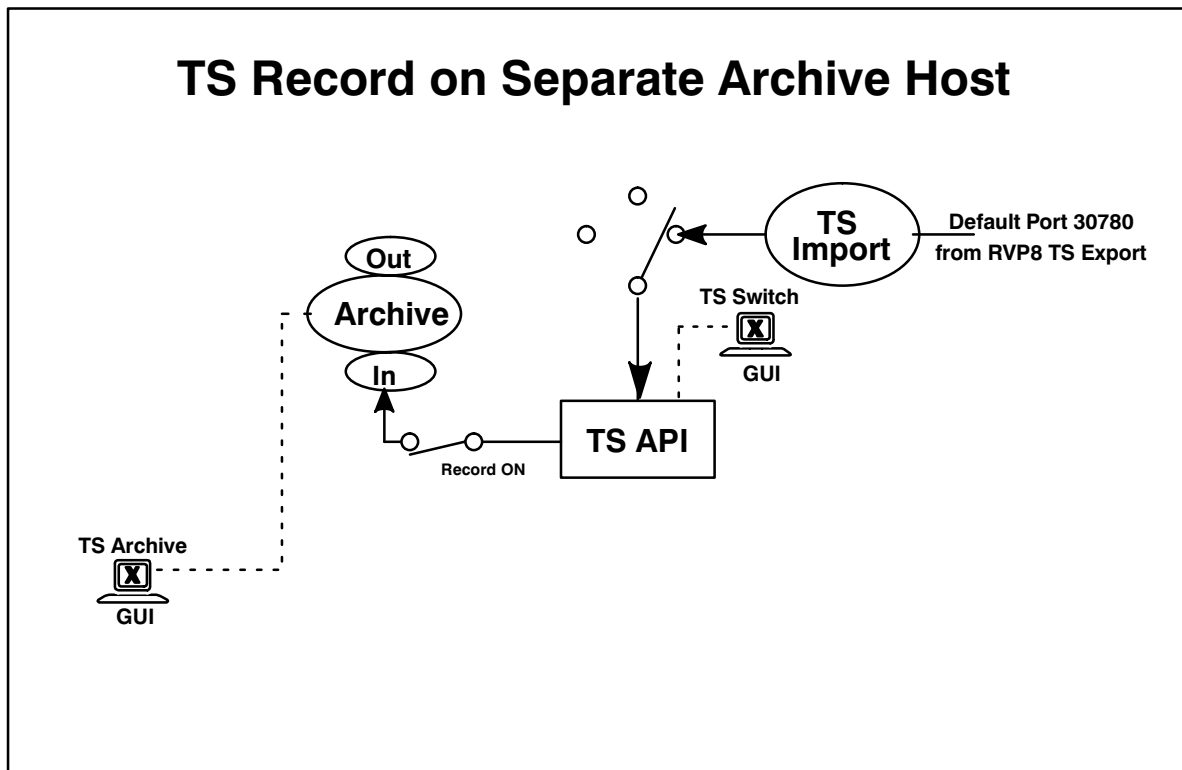 TS Record on Separate Archive Host
TS
Import
Default Port 30780
from RVP8 TS Export
Out
Archive
In
TS Switch
X
GUI
TS API
Record ON
TS Archive
X
GUI